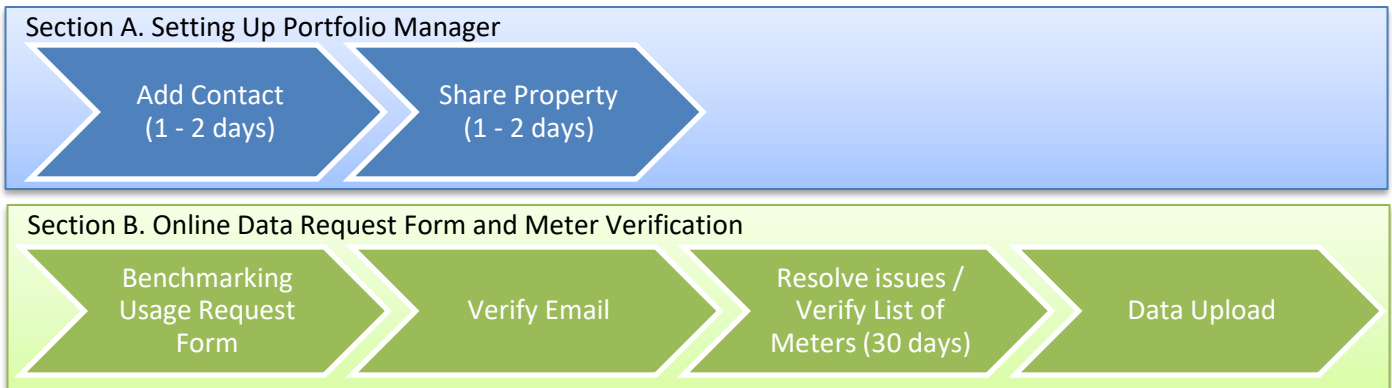 Section A. Setting Up Portfolio Manager
Add Contact
(1 - 2 days)
Share Property
(1 - 2 days)
Section B. Online Data Request Form and Meter Verification
Benchmarking
Usage Request
Form
Verify Email
Resolve issues /
Verify List of
Meters (30 days)
Data Upload